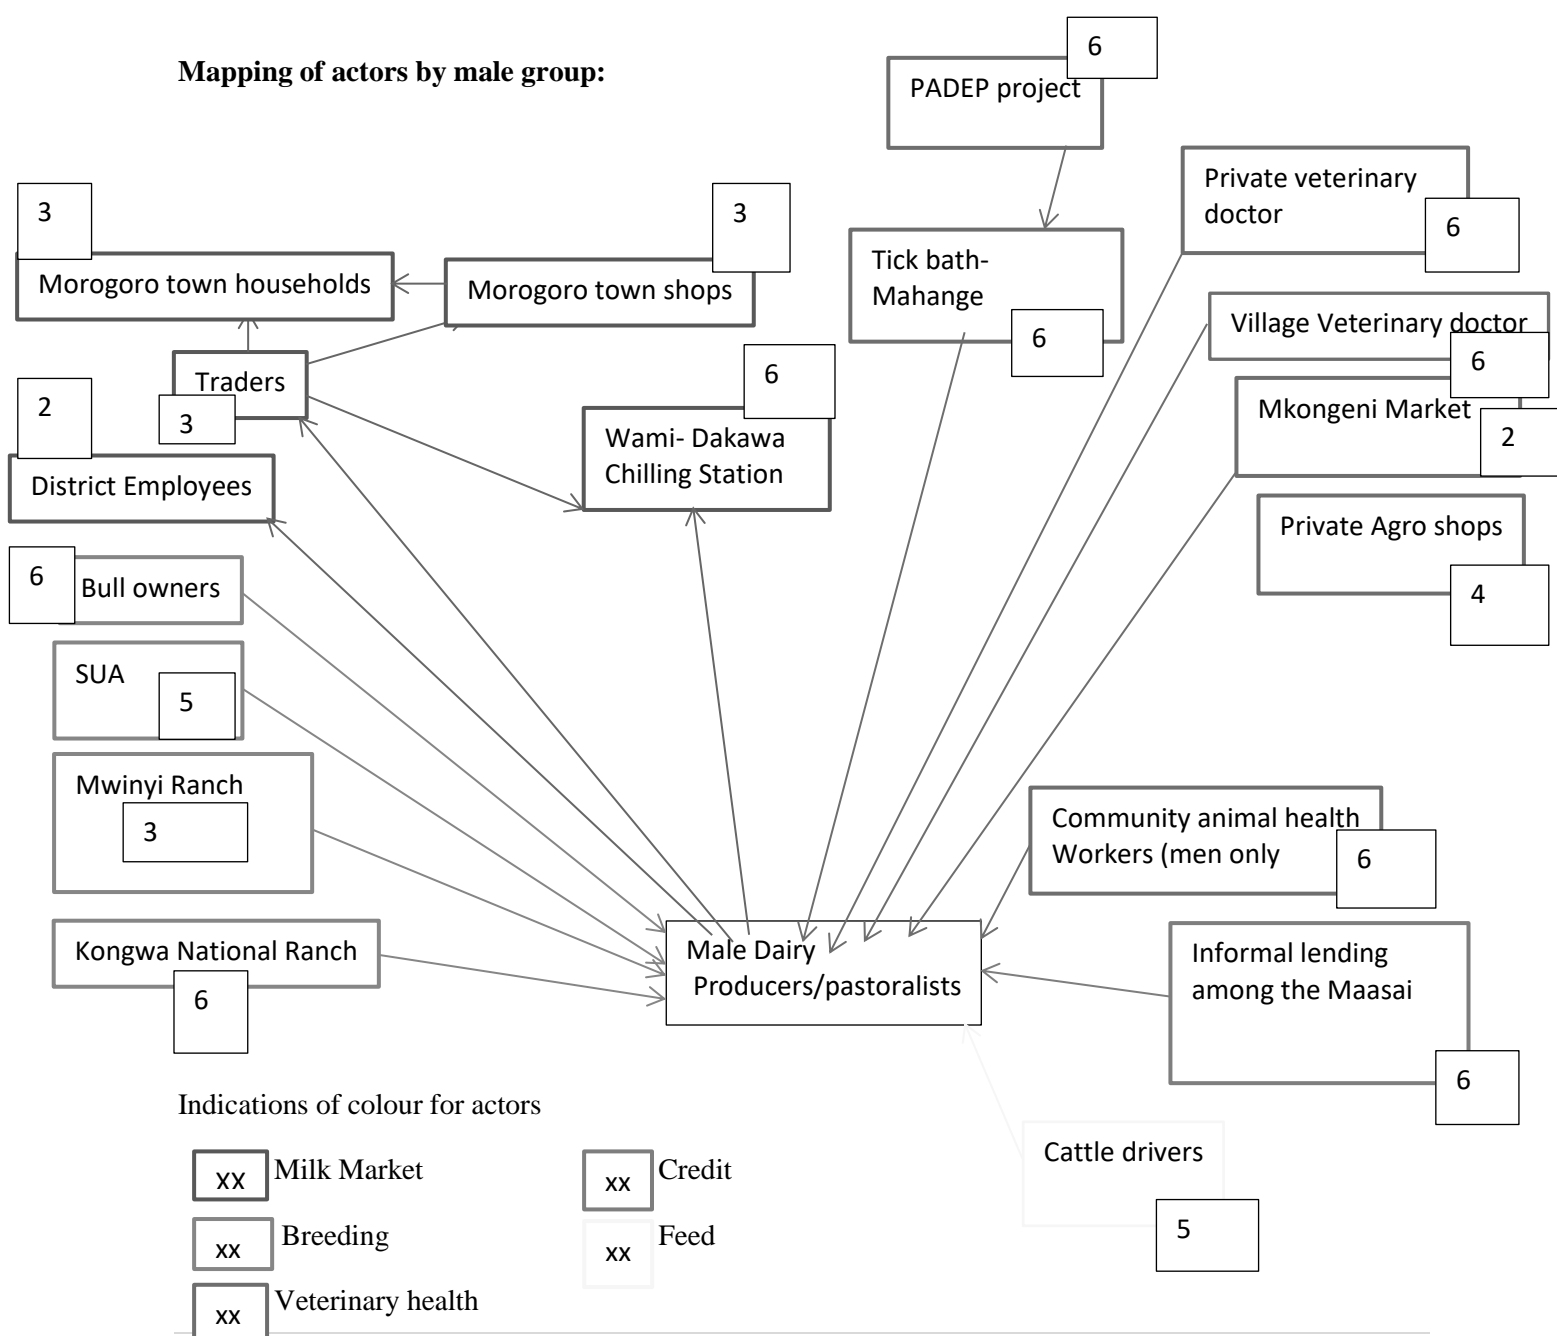 Mapping of actors by male group:
6
PADEP project
Private veterinary
doctor
6
3
Morogoro town households
3
Morogoro town shops
Tick bath-
Mahange
6
Village Veterinary doctor
6
Traders
3
6
Wami- Dakawa
Chilling Station
Mkongeni Market
2
2
District Employees
Private Agro shops
4
6
Bull owners
SUA
5
Mwinyi Ranch
3
Community animal health
Workers (men only
6
Kongwa National Ranch
6
Male Dairy
Producers/pastoralists
Informal lending
among the Maasai
6
Cattle drivers
5
Indications of colour for actors
xx Milk Market
xx Credit
xx Breeding
xx Feed
xx Veterinary health